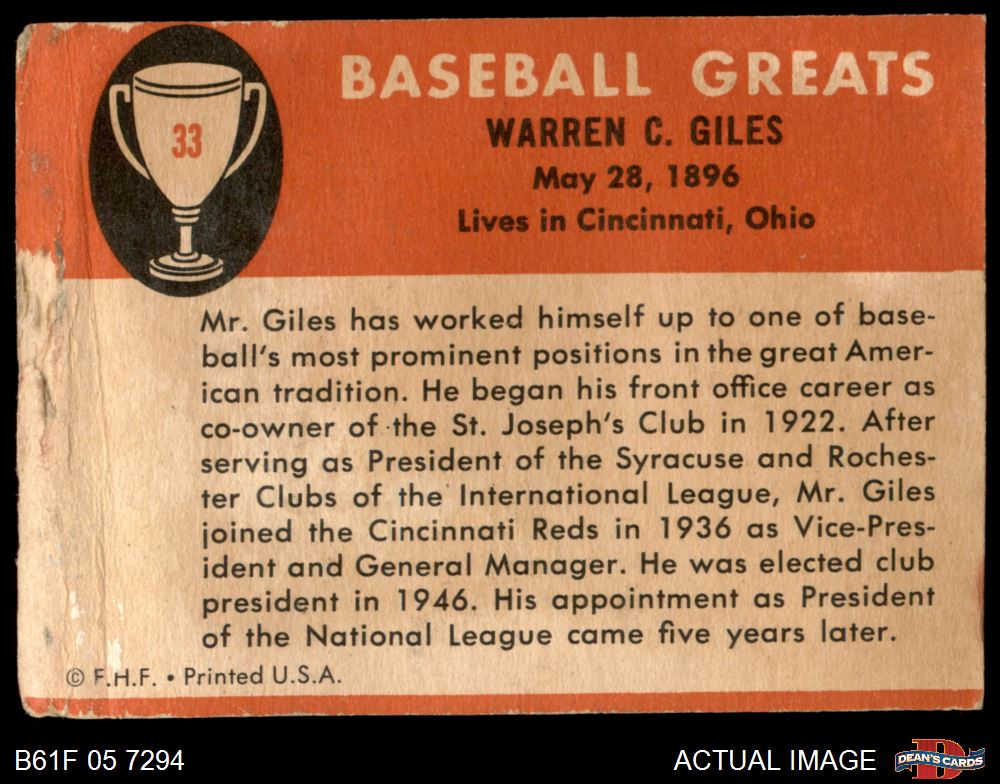 33
BASEBALL GREATS
WARREN C. GILES
May 28, 1896
Lives in Cincinnati, Ohio
Mr. Giles has worked himself up to one of base-
ball's most prominent positions in the great Amer-
ican tradition. He began his front office career as
co-owner of the St. Joseph's Club in 1922. After
serving as President of the Syracuse and Roches-
ter Clubs of the International League, Mr. Giles
joined the Cincinnati Reds in 1936 as Vice-Pres-
ident and General Manager. He was elected club
president in 1946. His appointment as President
of the National League came five years later.
© F.H.F. • Printed U.S.A.
B61F 05 7294
ACTUAL IMAGE
DEAN'S CARDS